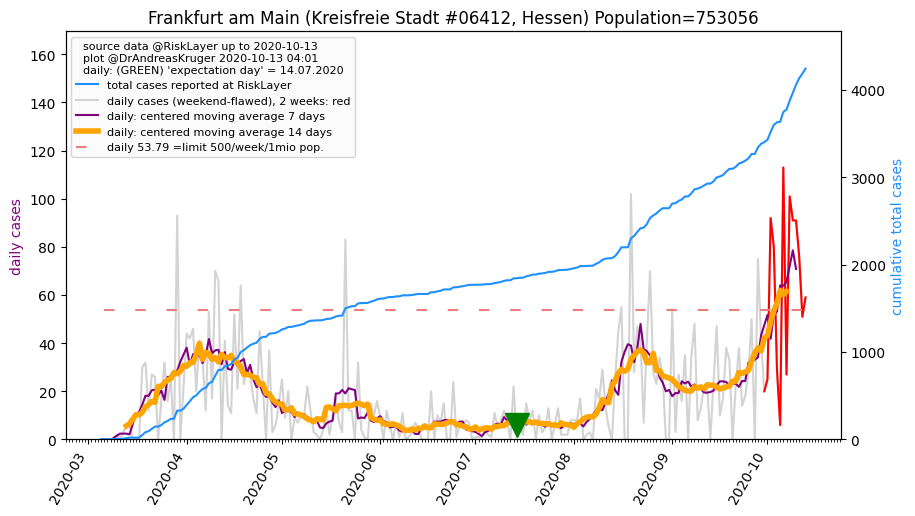 Frankfurt am Main (Kreisfreie Stadt #06412, Hessen) Population=753056
source data @RiskLayer up to 2020-10-13
plot @DrAndreasKruger 2020-10-13 04:01
daily: (GREEN) 'expectation day' = 14.07.2020
total cases reported at RiskLayer
daily cases (weekend-flawed), 2 weeks: red
daily: centered moving average 7 days
daily: centered moving average 14 days
daily 53.79 =limit 500/week/1mio pop.
daily cases
160
140
120
100
80
60
40
20
0
cumulative total cases
4000
3000
2000
1000
0
2020-03
2020-04
2020-05
2020-06
2020-07
2020-08
2020-09
2020-10